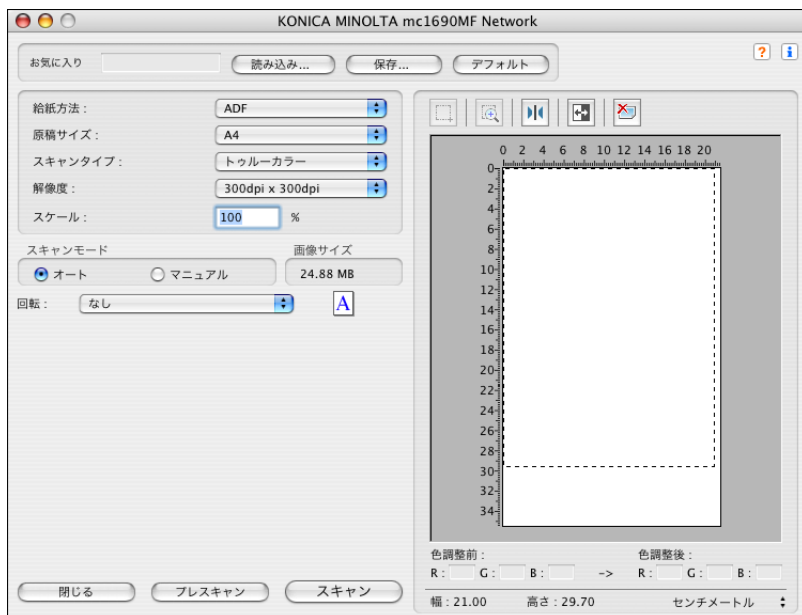 KONICA MINOLTA mc1690MF Network
お気に入り 読み込み... 保存... デフォルト ? i
給紙方法： ADF
原稿サイズ： A4
スキャンタイプ： トゥルーカラー
解像度： 300dpi x 300dpi
スケール： 100 %
スキャンモード 画像サイズ
オート マニュアル 24.88 MB
回転： なし A
閉じる プレスキャン スキャン
0 2 4 6 8 10 12 14 16 18 20
0
2
4
6
8
10
12
14
16
18
20
22
24
26
28
30
32
34
色調整前： 色調整後：
R： G： B： -> R： G： B：
幅：21.00 高さ：29.70 センチメートル